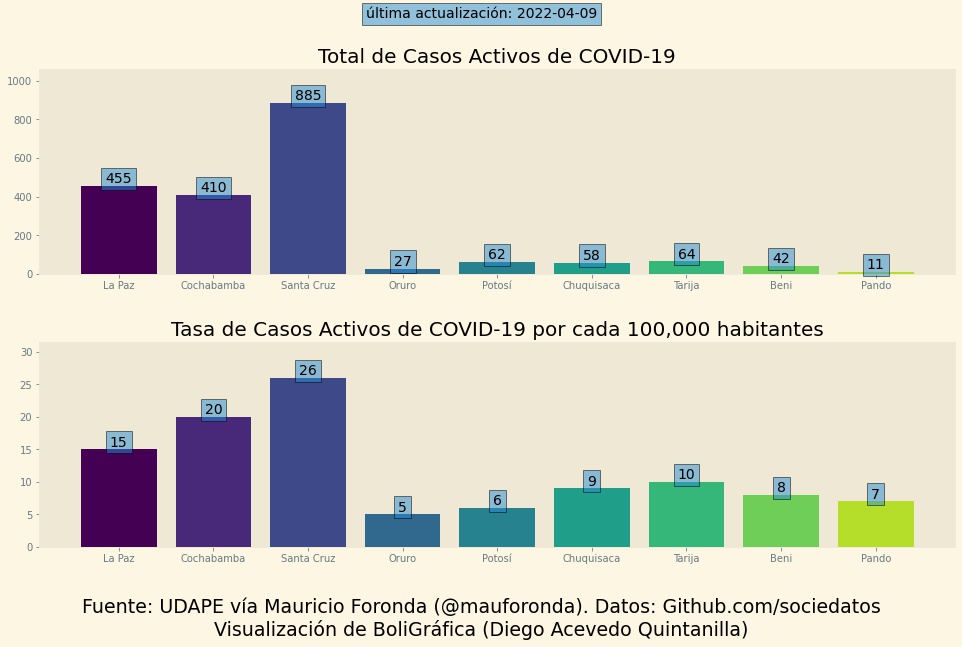 última actualización: 2022-04-09
Total de Casos Activos de COVID-19
1000
800
600
400
200
0
455
410
885
27
62
58
64
42
11
La Paz
Cochabamba
Santa Cruz
Oruro
Potosí
Chuquisaca
Tarija
Beni
Pando
Tasa de Casos Activos de COVID-19 por cada 100,000 habitantes
30
25
20
15
10
5
0
15
20
26
5
6
9
10
8
7
La Paz
Cochabamba
Santa Cruz
Oruro
Potosí
Chuquisaca
Tarija
Beni
Pando
Fuente: UDAPE vía Mauricio Foronda (@mauforonda). Datos: Github.com/sociedatos
Visualización de BoliGráfica (Diego Acevedo Quintanilla)